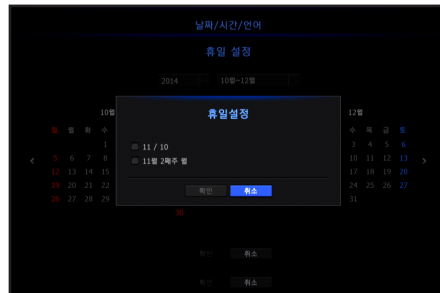 날짜/시간/언어
휴일 설정
2014 10월~12월
10월 12월
휴일설정
일 월 화 수 수 목 금 토
1 3 4 5 6
11 / 10
5 6 7 8 10 11 12 13
11월 2째주 월
12 13 14 15 17 18 19 20
19 20 21 22 24 25 26 27
확인 취소
26 27 28 29 31
30
확인 취소
확인 취소